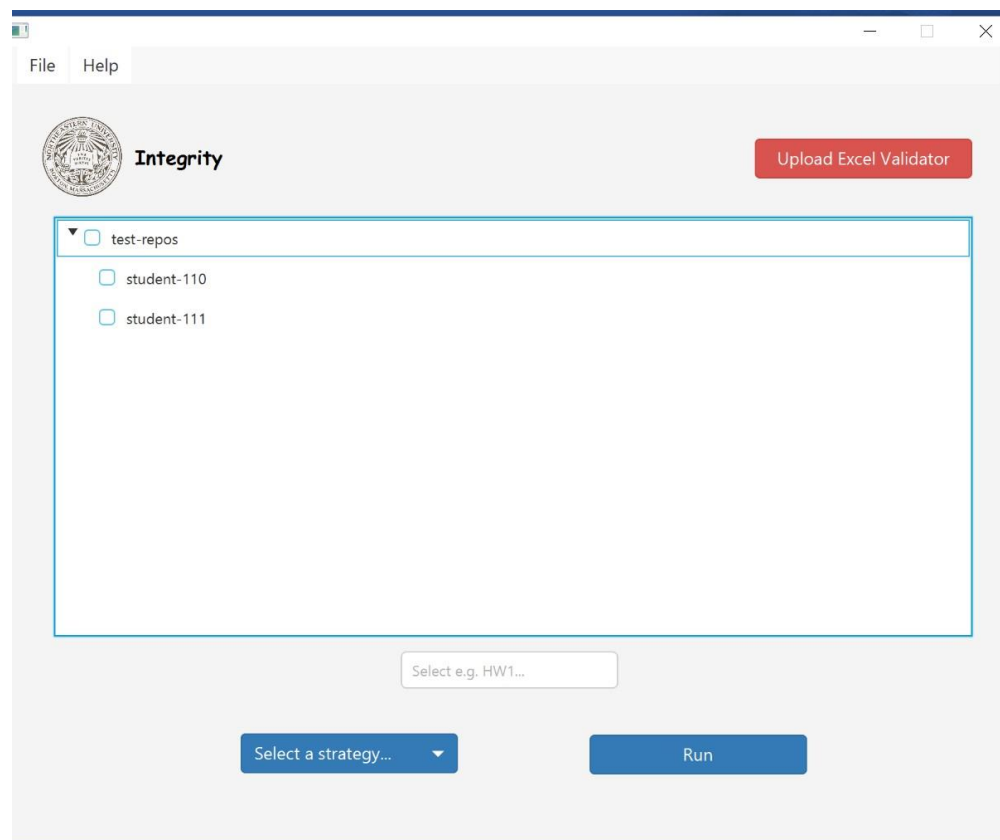 File Help
Integrity
Upload Excel Validator
test-repos
student-110
student-111
Select e.g. HW1...
Select a strategy...
Run